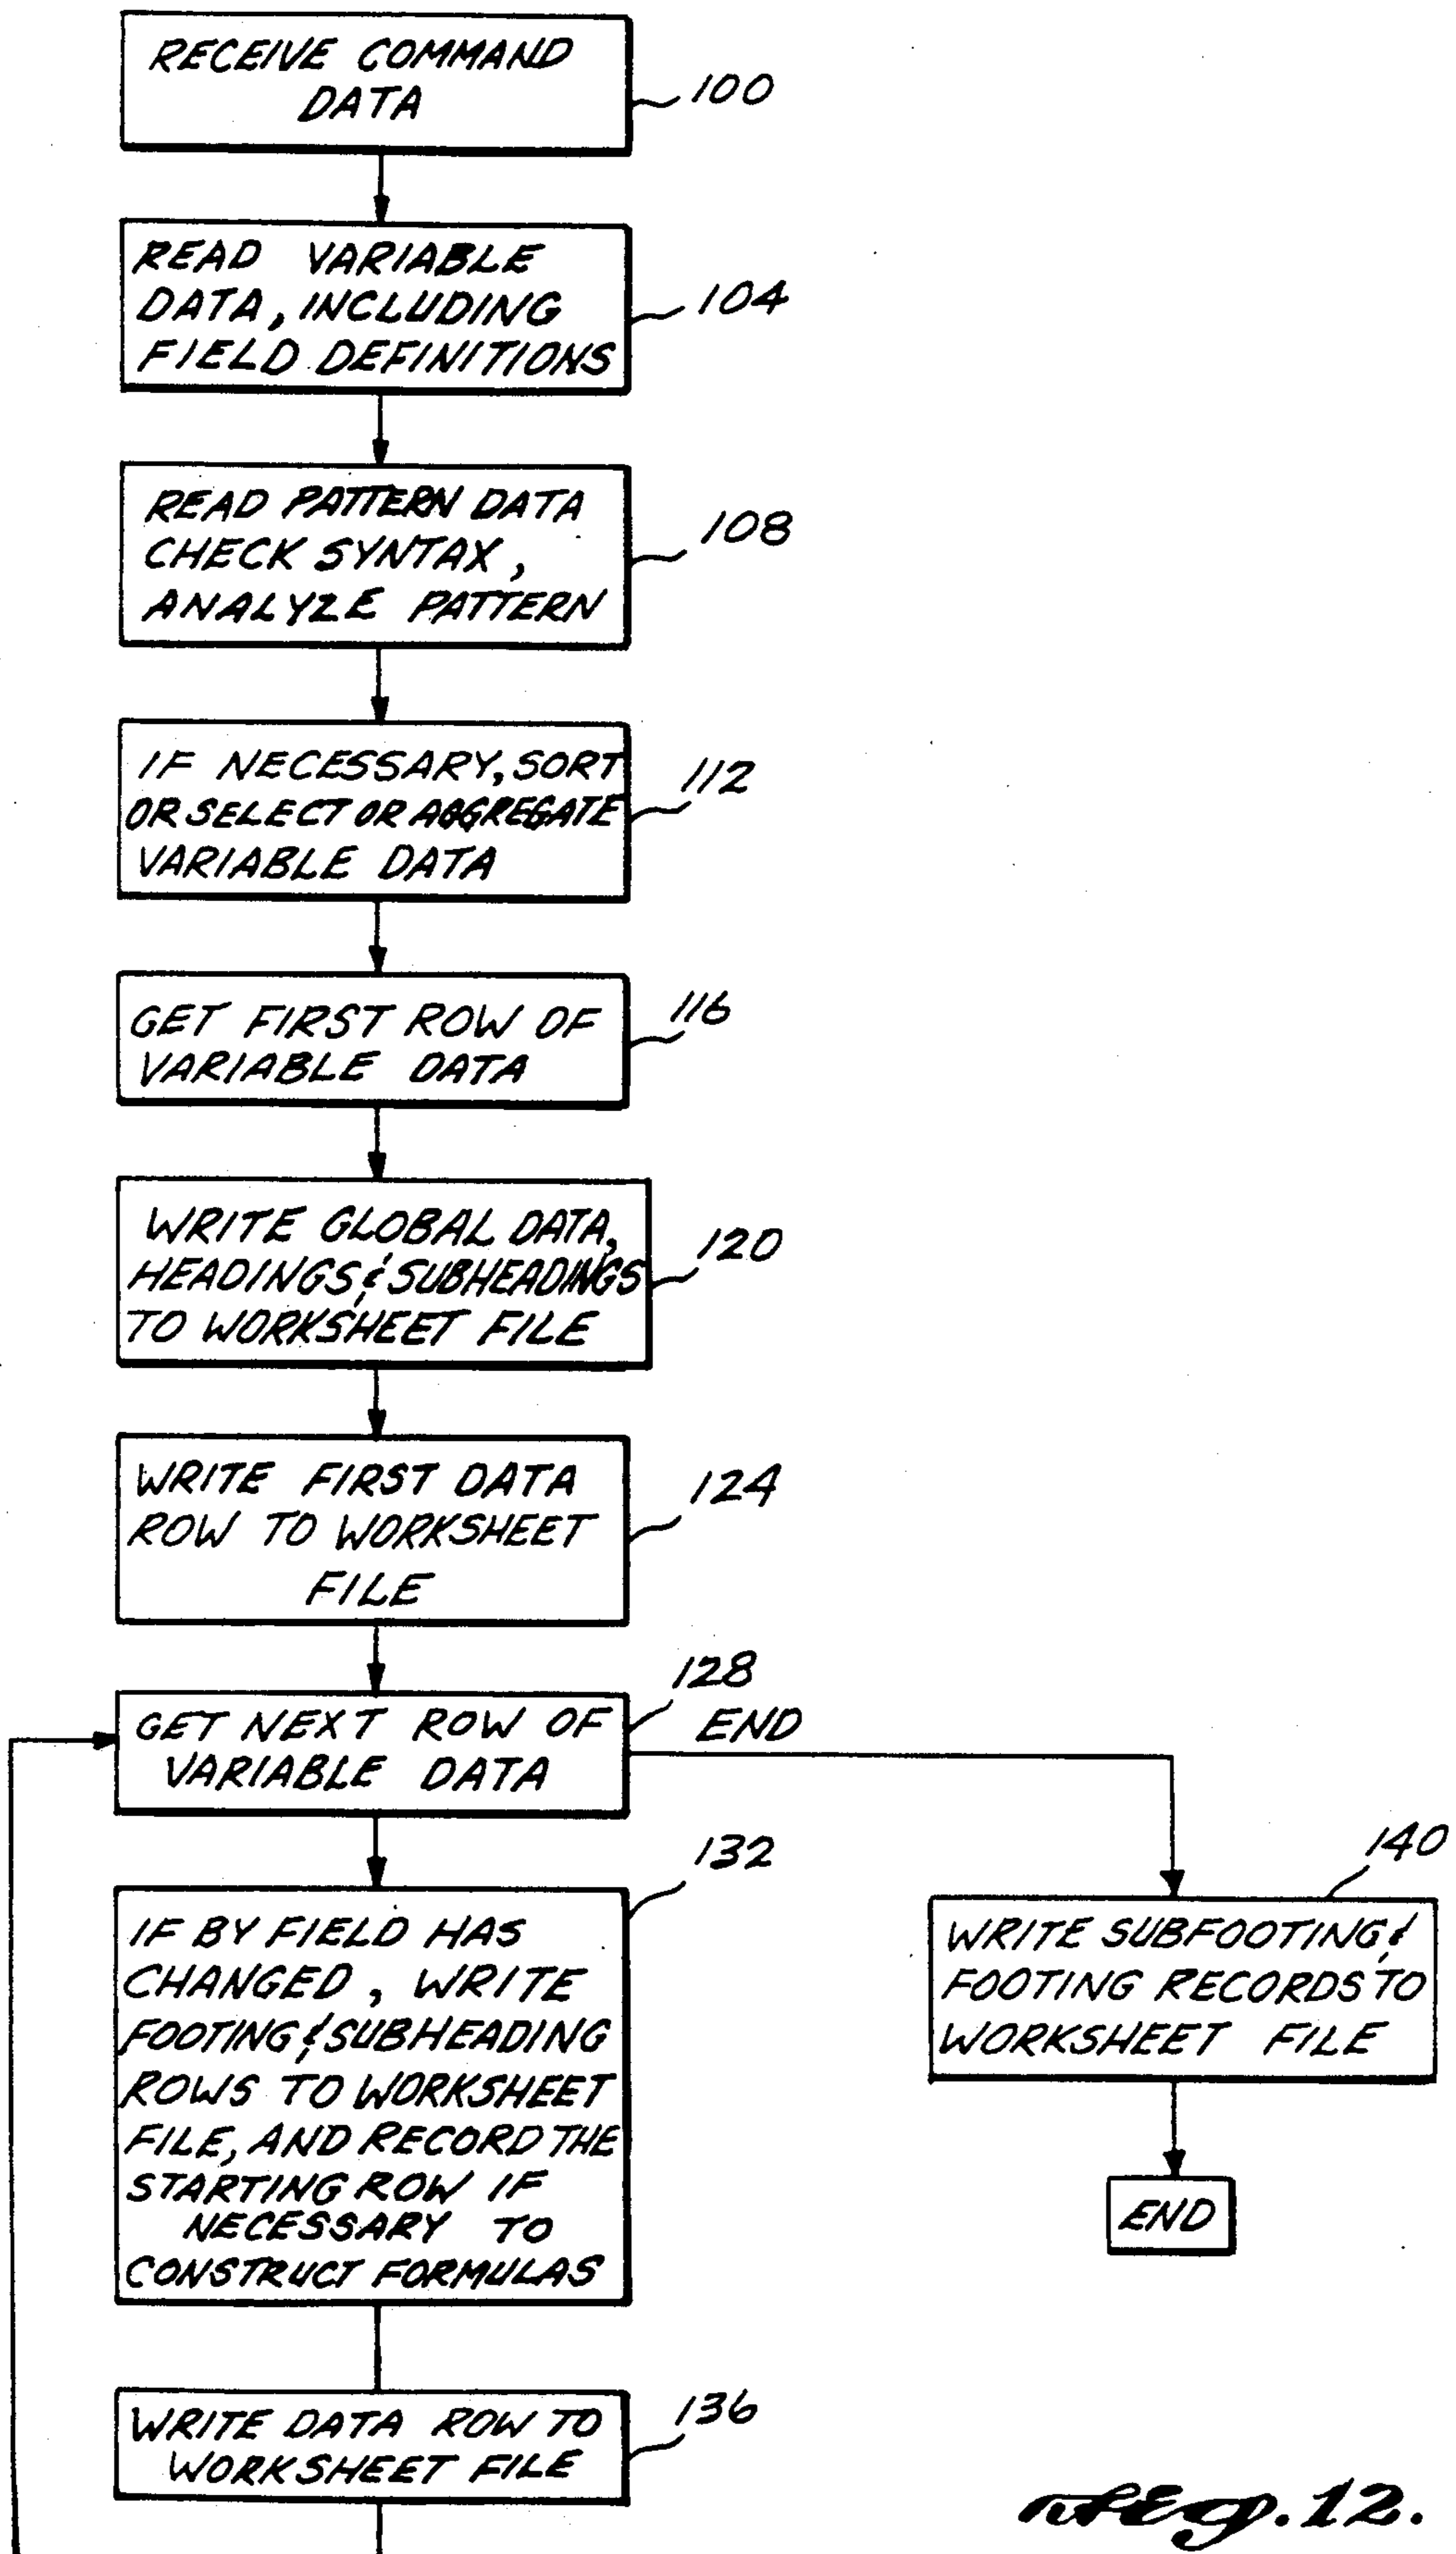 RECEIVE COMMAND
DATA
100
READ VARIABLE
DATA, INCLUDING
FIELD DEFINITIONS
104
READ PATTERN DATA
CHECK SYNTAX,
ANALYZE PATTERN
108
IF NECESSARY, SORT
OR SELECT OR AGGREGATE
VARIABLE DATA
112
GET FIRST ROW OF
VARIABLE DATA
116
WRITE GLOBAL DATA,
HEADINGS & SUBHEADINGS
TO WORKSHEET FILE
120
WRITE FIRST DATA
ROW TO WORKSHEET
FILE
124
GET NEXT ROW OF
VARIABLE DATA
128
END
IF BY FIELD HAS
CHANGED, WRITE
FOOTING & SUBHEADING
ROWS TO WORKSHEET
FILE, AND RECORD THE
STARTING ROW IF
NECESSARY TO
CONSTRUCT FORMULAS
132
WRITE DATA ROW TO
WORKSHEET FILE
136
WRITE SUBFOOTING &
FOOTING RECORDS TO
WORKSHEET FILE
140
END
Fig. 12.